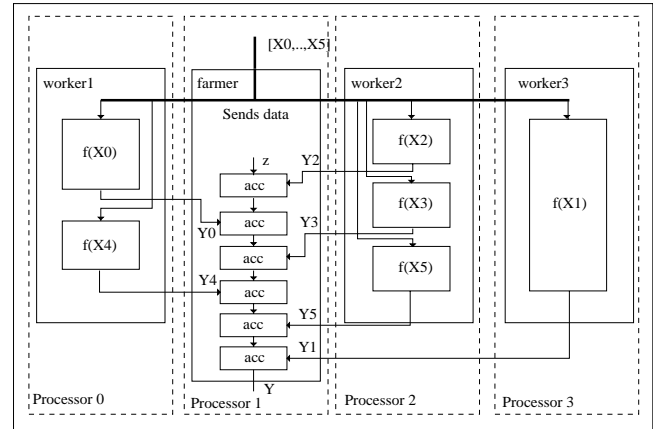 [X0,..,X5]
worker1
farmer
worker2
worker3
Sends data
f(X0)
f(X2)
f(X1)
z
Y2
acc
f(X3)
Y0
acc
Y3
f(X4)
acc
f(X5)
Y4
acc
Y5
acc
Y1
acc
Y
Processor 0
Processor 1
Processor 2
Processor 3